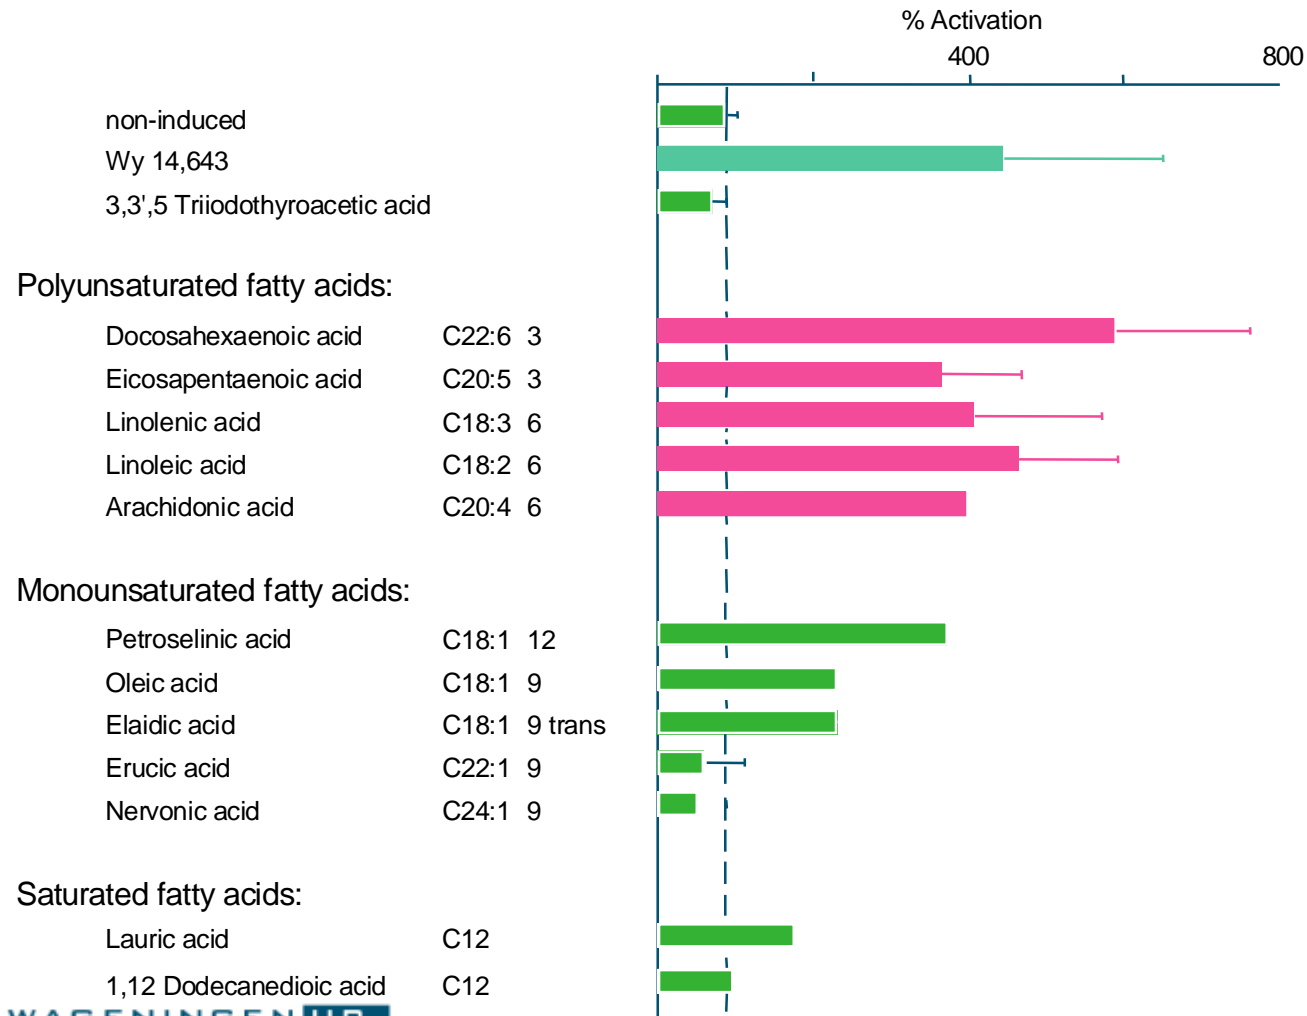 % Activation
400 800
non-induced
Wy 14,643
3,3',5 Triiodothyroacetic acid
Polyunsaturated fatty acids:
Docosahexaenoic acid C22:6 3
Eicosapentaenoic acid C20:5 3
Linolenic acid C18:3 6
Linoleic acid C18:2 6
Arachidonic acid C20:4 6
Monounsaturated fatty acids:
Petroselinic acid C18:1 12
Oleic acid C18:1 9
Elaidic acid C18:1 9 trans
Erucic acid C22:1 9
Nervonic acid C24:1 9
Saturated fatty acids:
Lauric acid C12
1,12 Dodecanedioic acid C12
WAGENINGEN UR